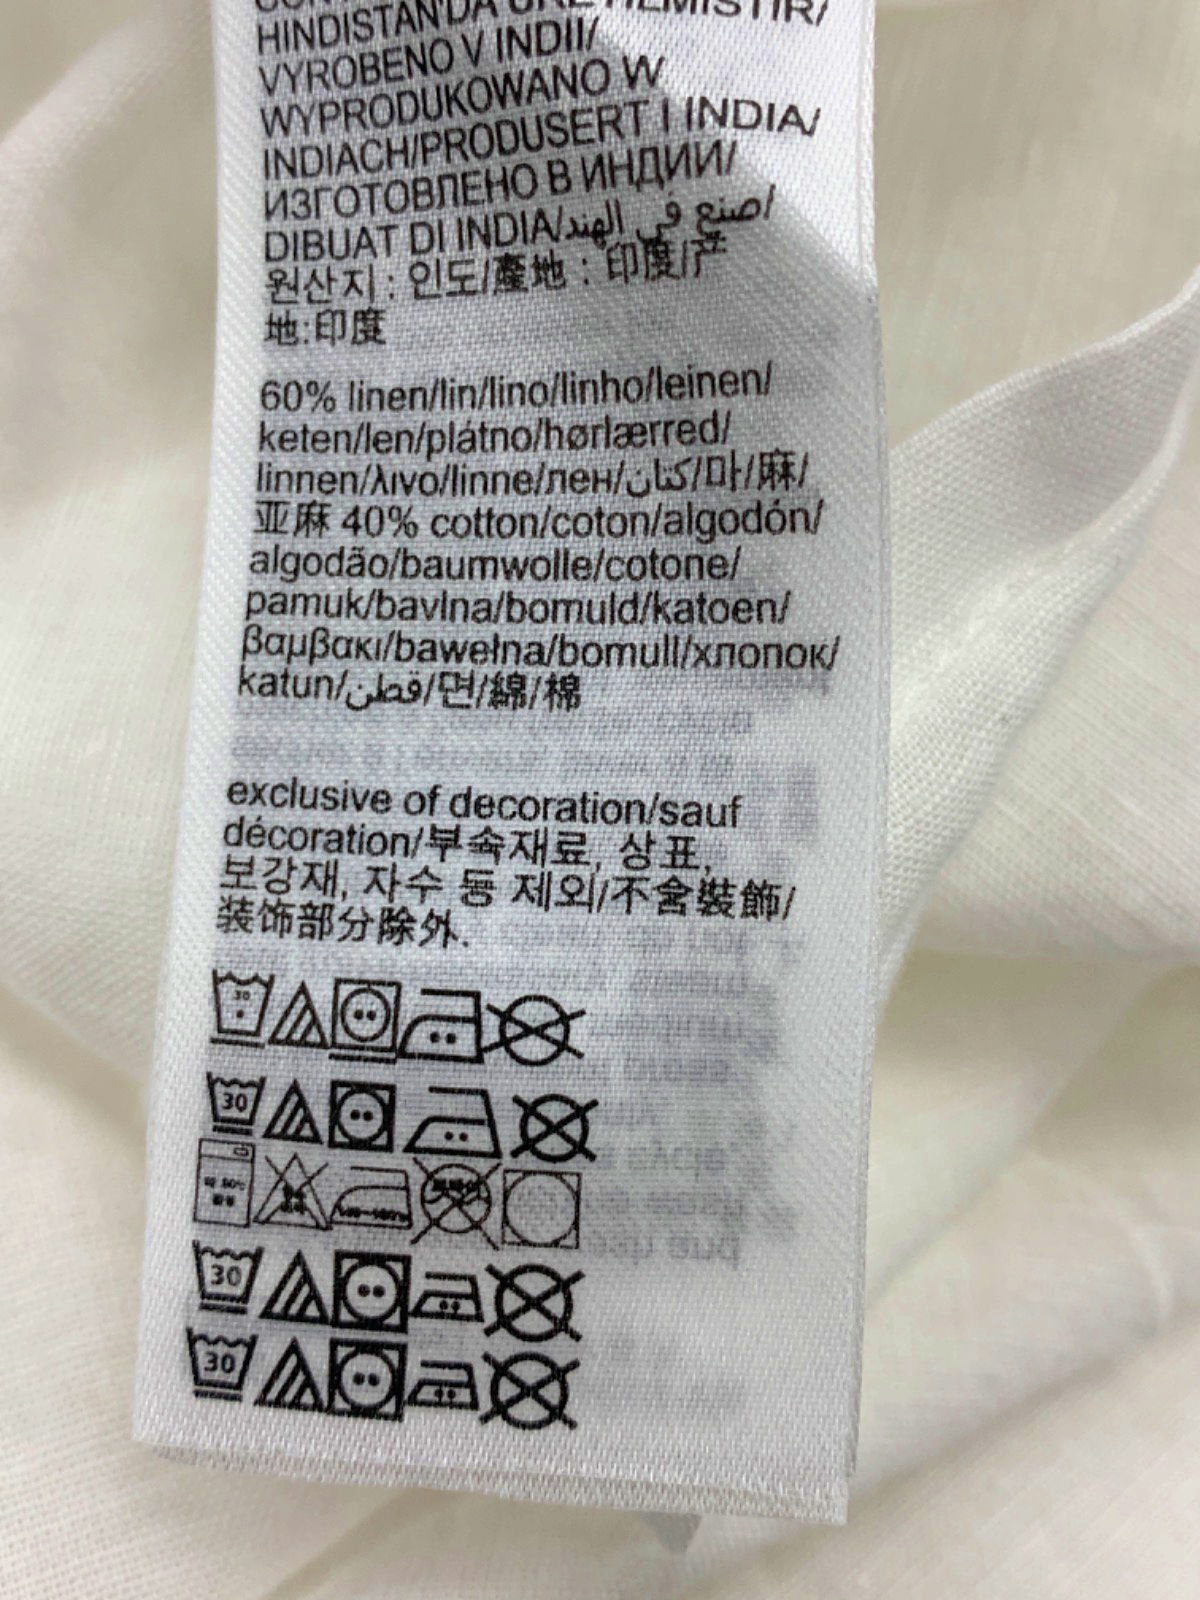 HINDISTAN'DA
VYROBENO V INDII/
WYPRODUKOWANO W
INDIACH/PRODUSERT I INDIA/
ИЗГОТОВЛЕНО В ИНДИИ/
DIBUAT DI INDIA/صنع في الهند/
원산지 : 인도/產地 : 印度/产
地:印度
60% linen/lin/lino/linho/leinen/
keten/len/plátno/hørlærred/
linnen/λινο/linne/лен/كتان/마/麻/
亚麻 40% cotton/coton/algodón/
algodão/baumwolle/cotone/
pamuk/bavlna/bomuld/katoen/
βαμβακι/bawełna/bomull/хлопок/
katun/قطن/면/綿/棉
exclusive of decoration/sauf
décoration/부속재료, 상표,
보강재, 자수 등 제외/不含裝飾/
装饰部分除外.
30
30
30
30